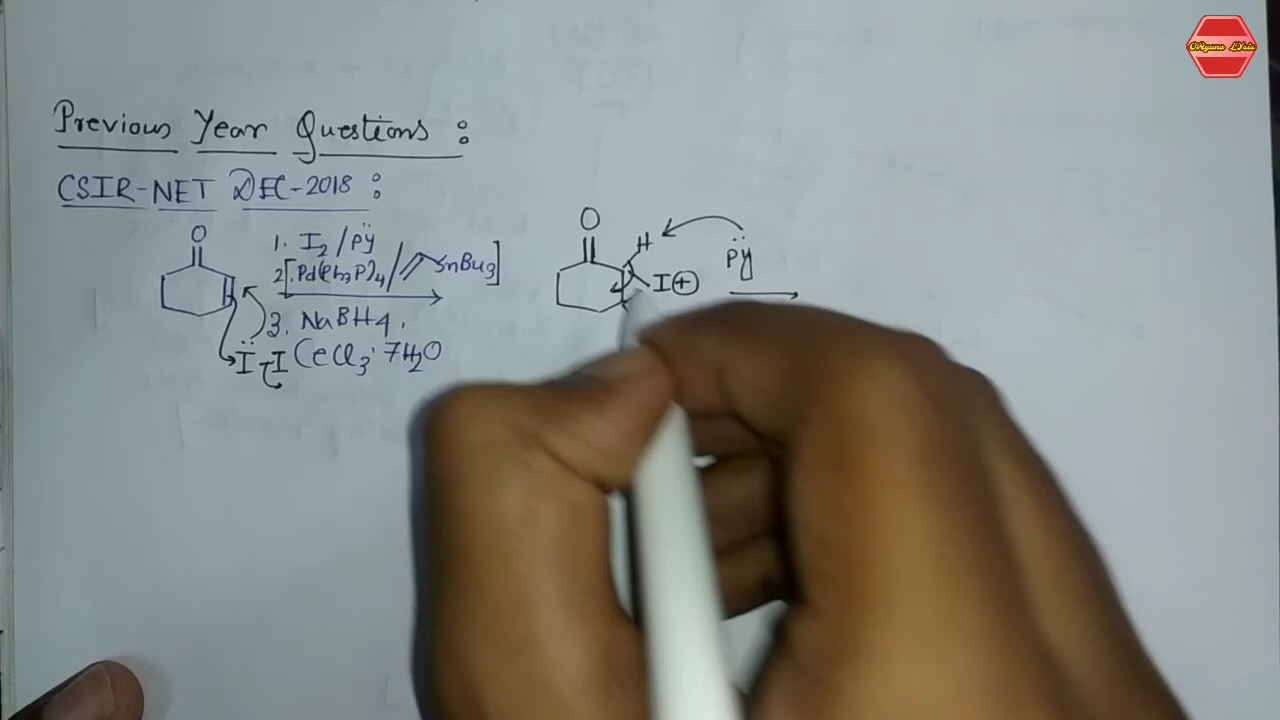 Previous Year Questions :
CSIR-NET DEC-2018 :
O
1. I2/Py
2[.Pd(Ph3P)4/ SnBu3]
3. NaBH4,
I-I CeCl3·7H2O
O
H
I+
Py